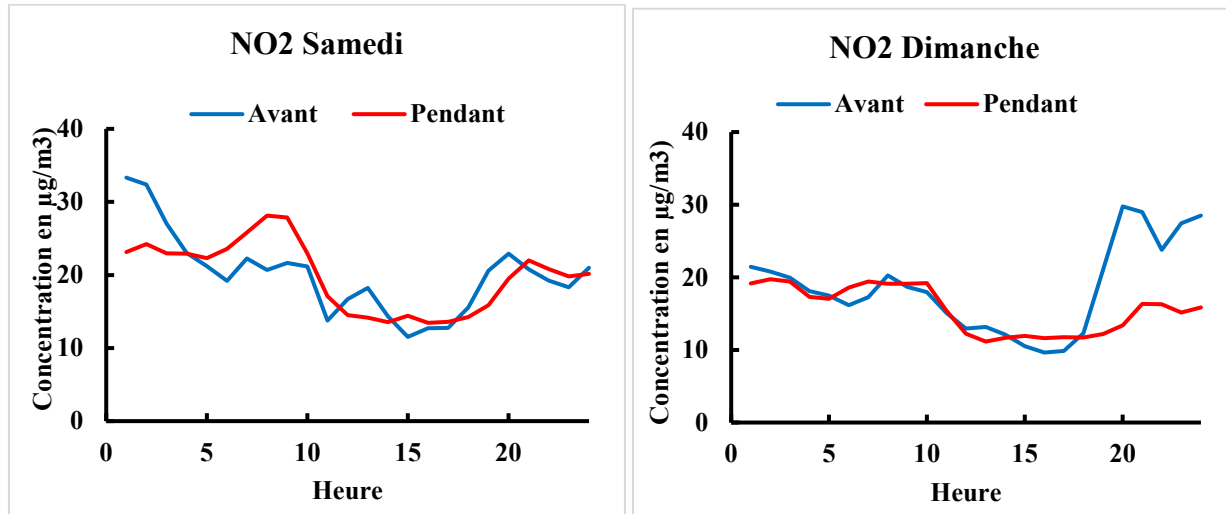 NO2 Samedi
Avant
Pendant
Concentration en µg/m3)
40
30
20
10
0
0
5
10
15
20
Heure
NO2 Dimanche
Avant
Pendant
Concentration en µg/m3)
40
30
20
10
0
0
5
10
15
20
Heure